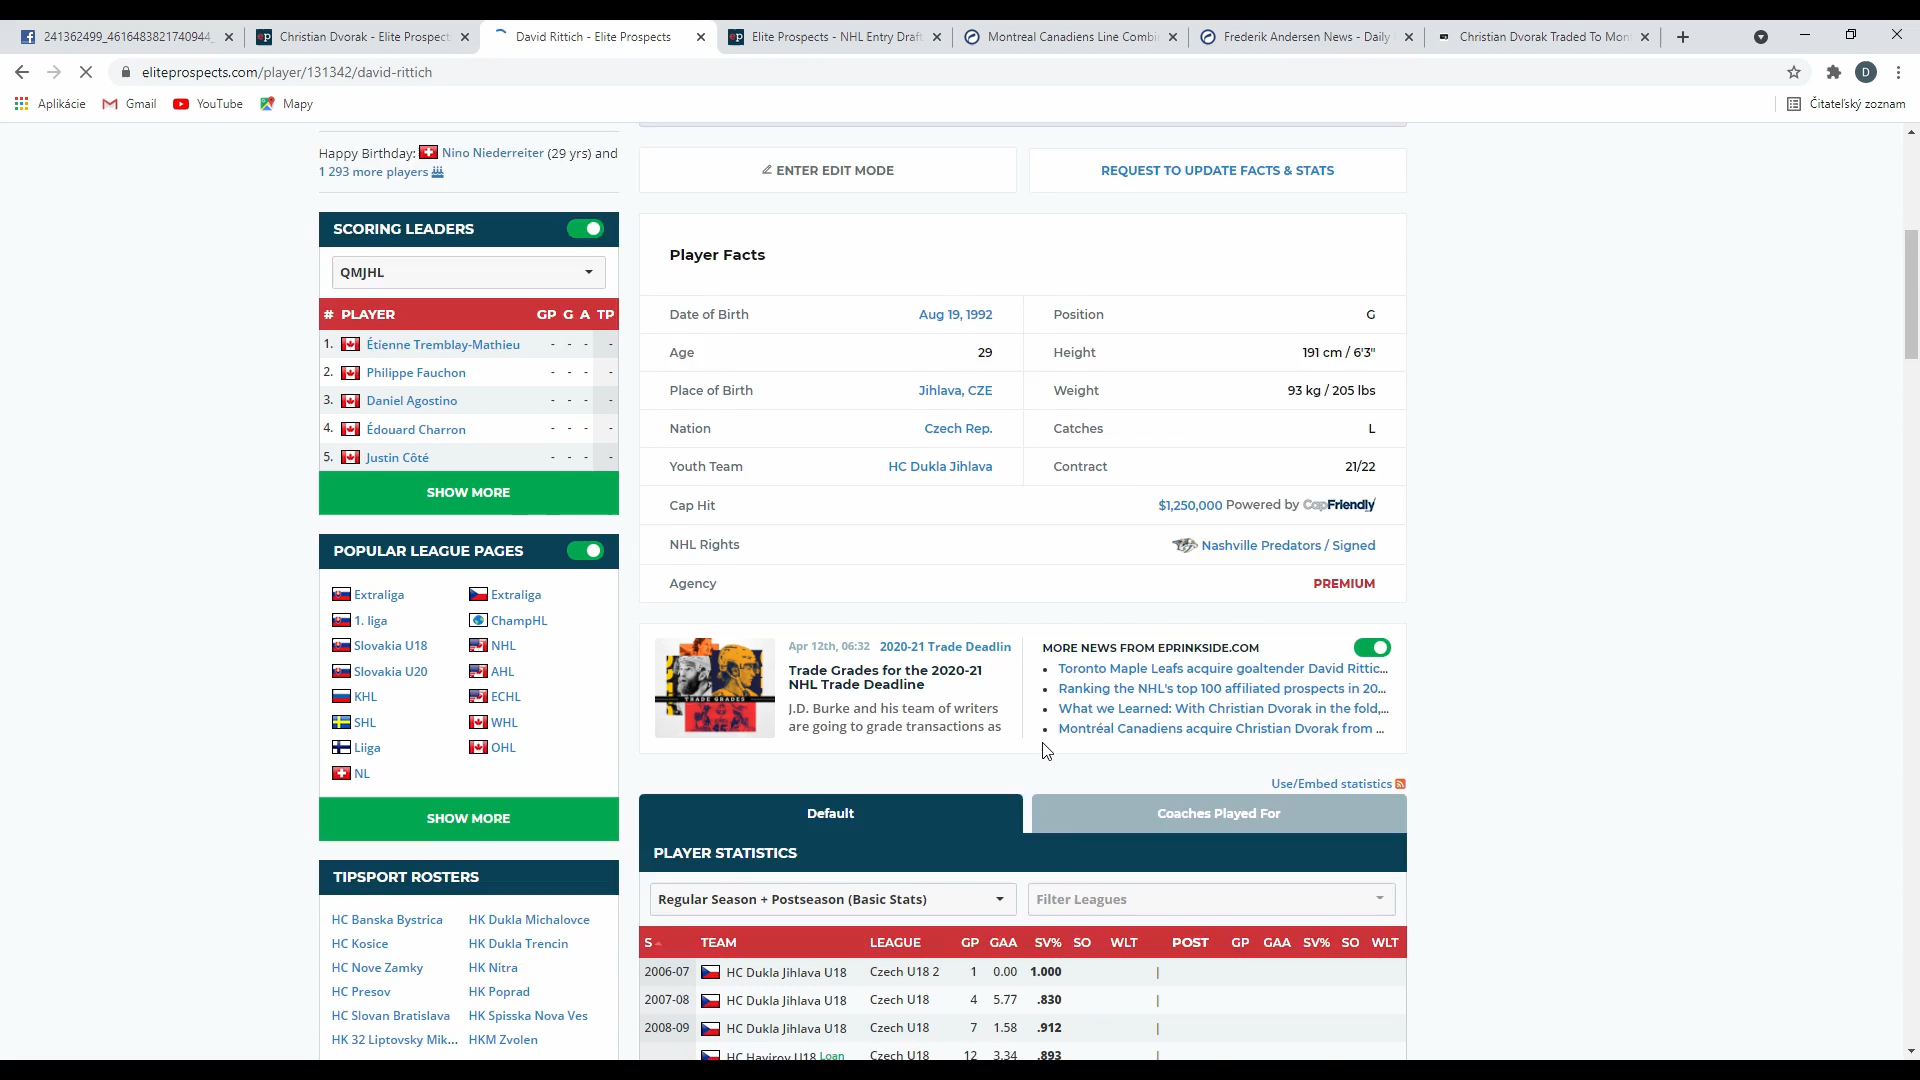 241362499_4616483821740944_
Christian Dvorak - Elite Prospect
David Rittich - Elite Prospects
Elite Prospects - NHL Entry Draft
Montreal Canadiens Line Combi
Frederik Andersen News - Daily
Christian Dvorak Traded To Mon
eliteprospects.com/player/131342/david-rittich
D
Aplikácie
Gmail
YouTube
Mapy
Čitateľský zoznam
Happy Birthday: Nino Niederreiter (29 yrs) and
1 293 more players
SCORING LEADERS
QMJHL
# PLAYER GP G A TP
1. Étienne Tremblay-Mathieu - - - -
2. Philippe Fauchon - - - -
3. Daniel Agostino - - - -
4. Édouard Charron - - - -
5. Justin Côté - - - -
SHOW MORE
POPULAR LEAGUE PAGES
Extraliga Extraliga
1. liga ChampHL
Slovakia U18 NHL
Slovakia U20 AHL
KHL ECHL
SHL WHL
Liiga OHL
NL
SHOW MORE
TIPSPORT ROSTERS
HC Banska Bystrica HK Dukla Michalovce
HC Kosice HK Dukla Trencin
HC Nove Zamky HK Nitra
HC Presov HK Poprad
HC Slovan Bratislava HK Spisska Nova Ves
HK 32 Liptovsky Mik... HKM Zvolen
ENTER EDIT MODE
REQUEST TO UPDATE FACTS & STATS
Player Facts
Date of Birth Aug 19, 1992 Position G
Age 29 Height 191 cm / 6'3"
Place of Birth Jihlava, CZE Weight 93 kg / 205 lbs
Nation Czech Rep. Catches L
Youth Team HC Dukla Jihlava Contract 21/22
Cap Hit $1,250,000 Powered by CapFriendly
NHL Rights Nashville Predators / Signed
Agency PREMIUM
TRADE GRADES
Apr 12th, 06:32 2020-21 Trade Deadlin
Trade Grades for the 2020-21
NHL Trade Deadline
J.D. Burke and his team of writers
are going to grade transactions as
MORE NEWS FROM EPRINKSIDE.COM
• Toronto Maple Leafs acquire goaltender David Rittic...
• Ranking the NHL's top 100 affiliated prospects in 20...
• What we Learned: With Christian Dvorak in the fold,...
• Montréal Canadiens acquire Christian Dvorak from ...
Use/Embed statistics
Default
Coaches Played For
PLAYER STATISTICS
Regular Season + Postseason (Basic Stats)
Filter Leagues
S TEAM LEAGUE GP GAA SV% SO WLT POST GP GAA SV% SO WLT
2006-07 HC Dukla Jihlava U18 Czech U18 2 1 0.00 1.000 |
2007-08 HC Dukla Jihlava U18 Czech U18 4 5.77 .830 |
2008-09 HC Dukla Jihlava U18 Czech U18 7 1.58 .912 |
HC Havirov U18 Loan Czech U18 12 3.34 .893 |